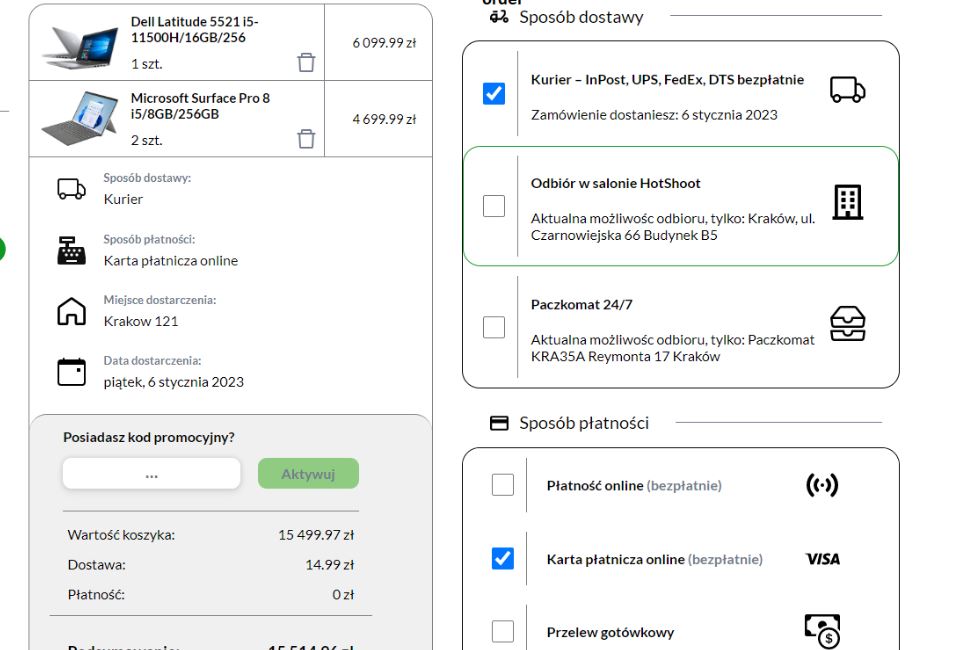 Dell Latitude 5521 i5-
11500H/16GB/256
1 szt.
6 099.99 zł
Microsoft Surface Pro 8
i5/8GB/256GB
2 szt.
4 699.99 zł
Sposób dostawy:
Kurier
Sposób płatności:
Karta płatnicza online
Miejsce dostarczenia:
Krakow 121
Data dostarczenia:
piątek, 6 stycznia 2023
Posiadasz kod promocyjny?
...
Aktywuj
Wartość koszyka: 15 499.97 zł
Dostawa: 14.99 zł
Płatność: 0 zł
Podsumowanie: 15 514.96 zł
order
Sposób dostawy
Kurier – InPost, UPS, FedEx, DTS bezpłatnie
Zamówienie dostaniesz: 6 stycznia 2023
Odbiór w salonie HotShoot
Aktualna możliwośc odbioru, tylko: Kraków, ul.
Czarnowiejska 66 Budynek B5
Paczkomat 24/7
Aktualna możliwośc odbioru, tylko: Paczkomat
KRA35A Reymonta 17 Kraków
Sposób płatności
Płatność online (bezpłatnie)
Karta płatnicza online (bezpłatnie)
VISA
Przelew gotówkowy